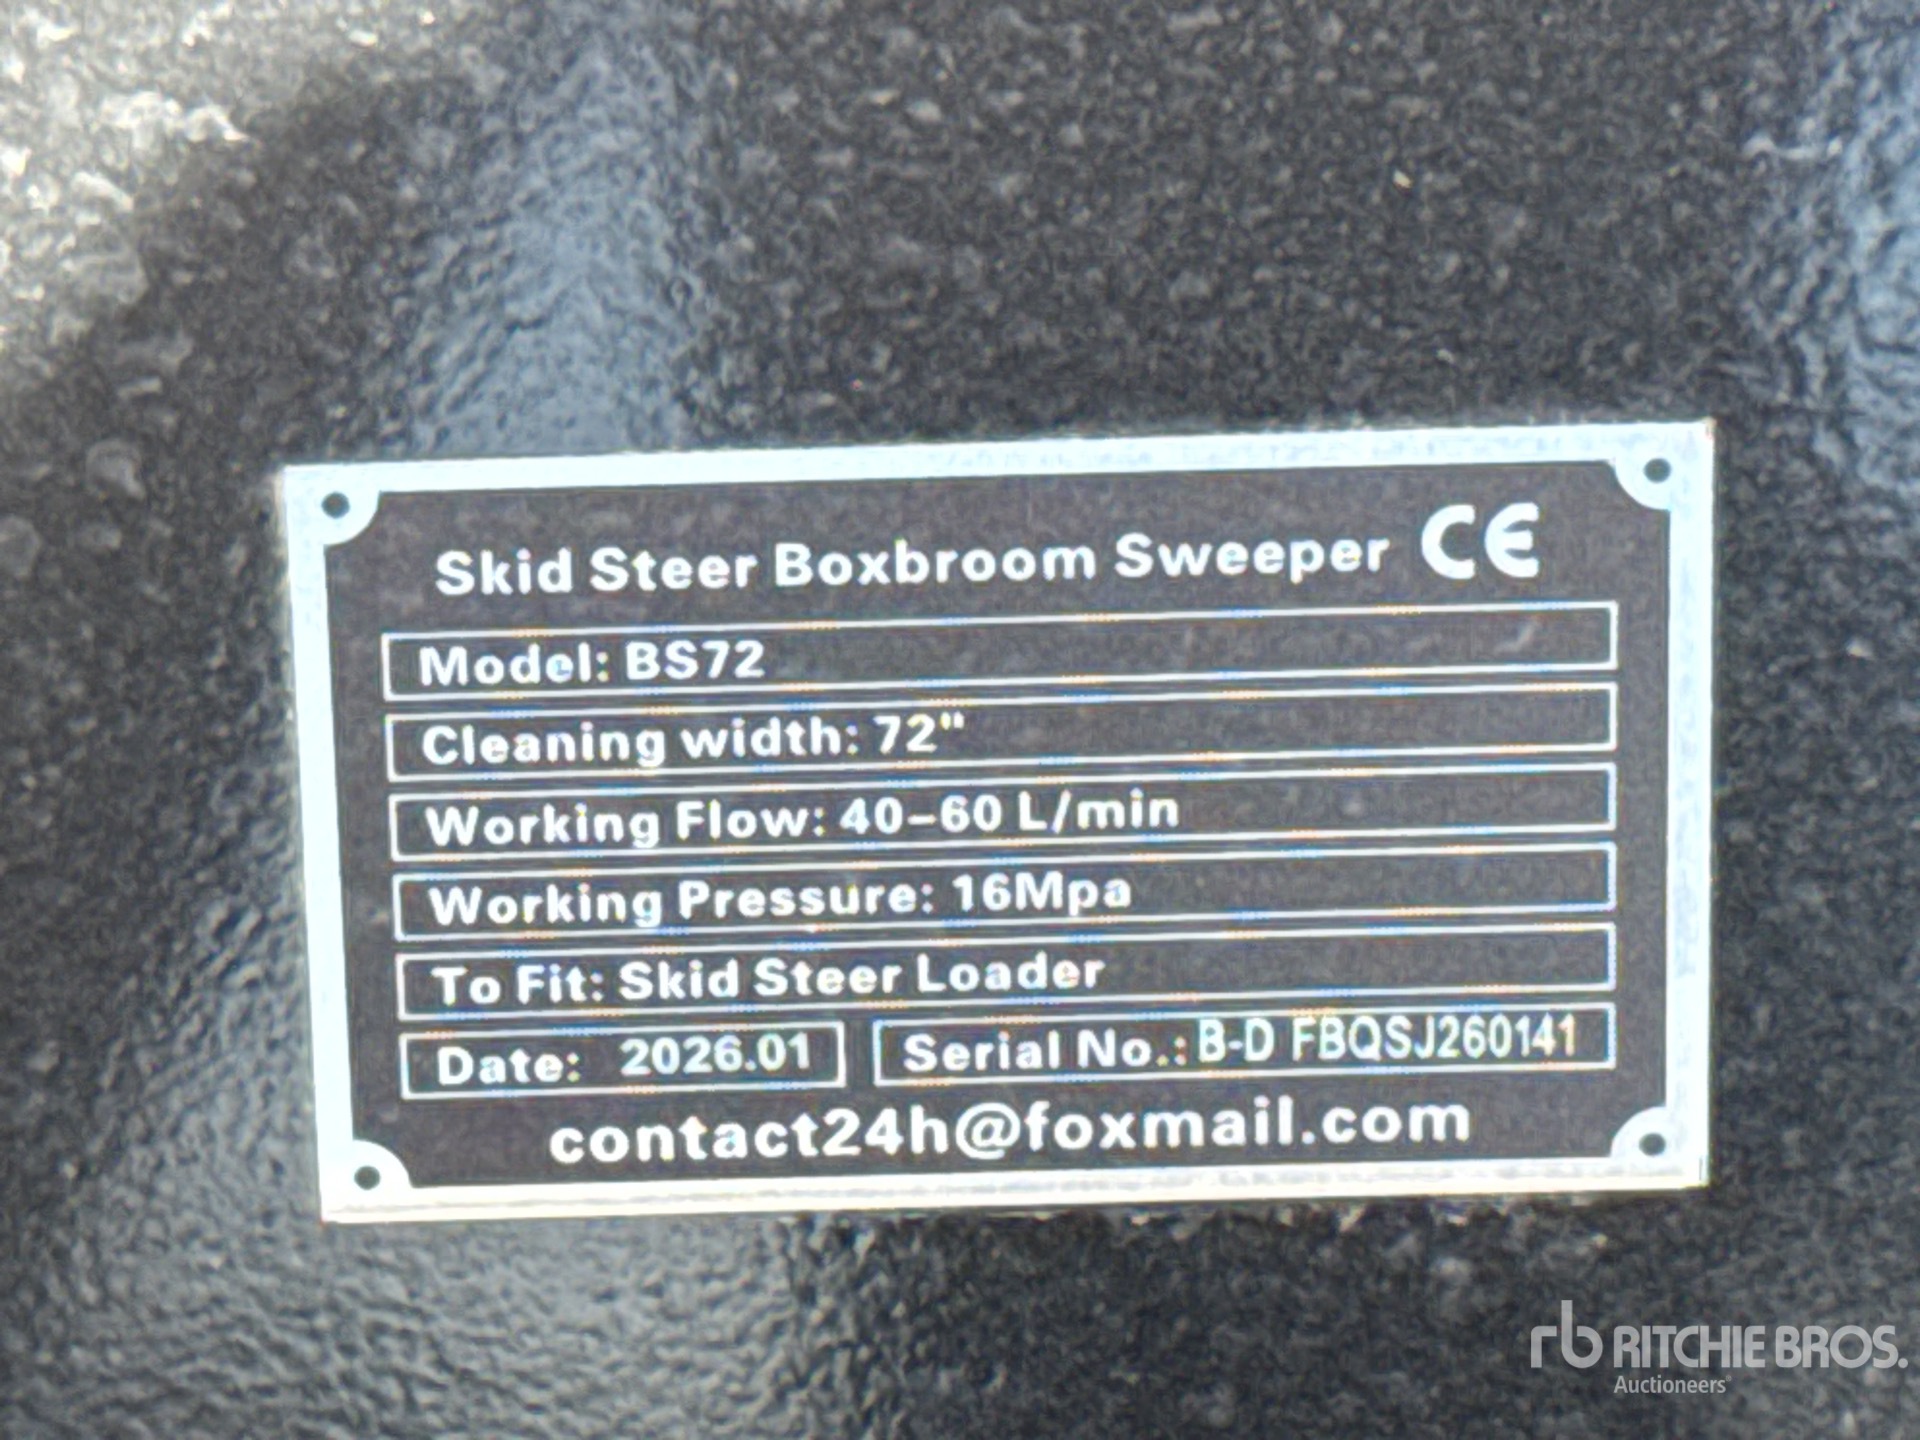 Skid Steer Boxbroom Sweeper CE
Model: BS72
Cleaning width: 72"
Working Flow: 40-60 L/min
Working Pressure: 16Mpa
To Fit: Skid Steer Loader
Date: 2026.01 Serial No.: B-D FBQSJ260141
contact24h@foxmail.com
rb RITCHIE BROS.
Auctioneers